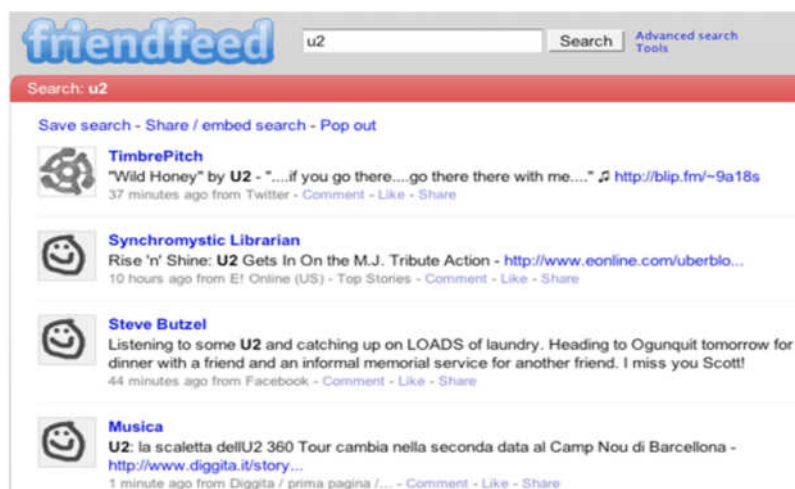 friendfeed
u2 Search Advanced search
Tools
Search: u2
Save search - Share / embed search - Pop out
TimbrePitch
"Wild Honey" by U2 - "....if you go there....go there there with me...." ♫ http://blip.fm/~9a18s
37 minutes ago from Twitter - Comment - Like - Share
Synchromystic Librarian
Rise 'n' Shine: U2 Gets In On the M.J. Tribute Action - http://www.eonline.com/uberblo...
10 hours ago from E! Online (US) - Top Stories - Comment - Like - Share
Steve Butzel
Listening to some U2 and catching up on LOADS of laundry. Heading to Ogunquit tomorrow for
dinner with a friend and an informal memorial service for another friend. I miss you Scott!
44 minutes ago from Facebook - Comment - Like - Share
Musica
U2: la scaletta dellU2 360 Tour cambia nella seconda data al Camp Nou di Barcellona -
http://www.diggita.it/story...
1 minute ago from Diggita / prima pagina /... - Comment - Like - Share